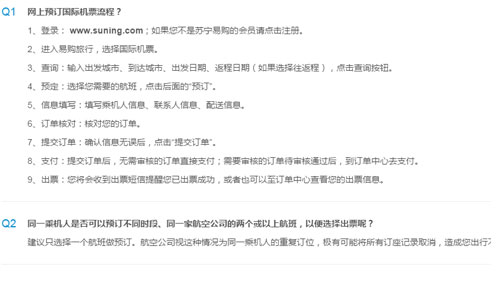 Q1 网上预订国际机票流程？
1、登录： www.suning.com；如果您不是苏宁易购的会员请点击注册。
2、进入易购旅行，选择国际机票。
3、查询：输入出发城市、到达城市、出发日期、返程日期（如果选择往返程），点击查询按钮。
4、预定：选择您需要的航班，点击后面的“预订”。
5、信息填写：填写乘机人信息、联系人信息、配送信息。
6、订单核对：核对您的订单。
7、提交订单：确认信息无误后，点击“提交订单”。
8、支付：提交订单后，无需审核的订单直接支付；需要审核的订单待审核通过后，到订单中心去支付。
9、出票：您将会收到出票短信提醒您已出票成功，或者也可以至订单中心查看您的出票信息。
Q2 同一乘机人是否可以预订不同时段、同一家航空公司的两个或以上航班，以便选择出票呢？
建议只选择一个航班做预订。航空公司视这种情况为同一乘机人的重复订位，极有可能将所有订座记录取消，造成您出行